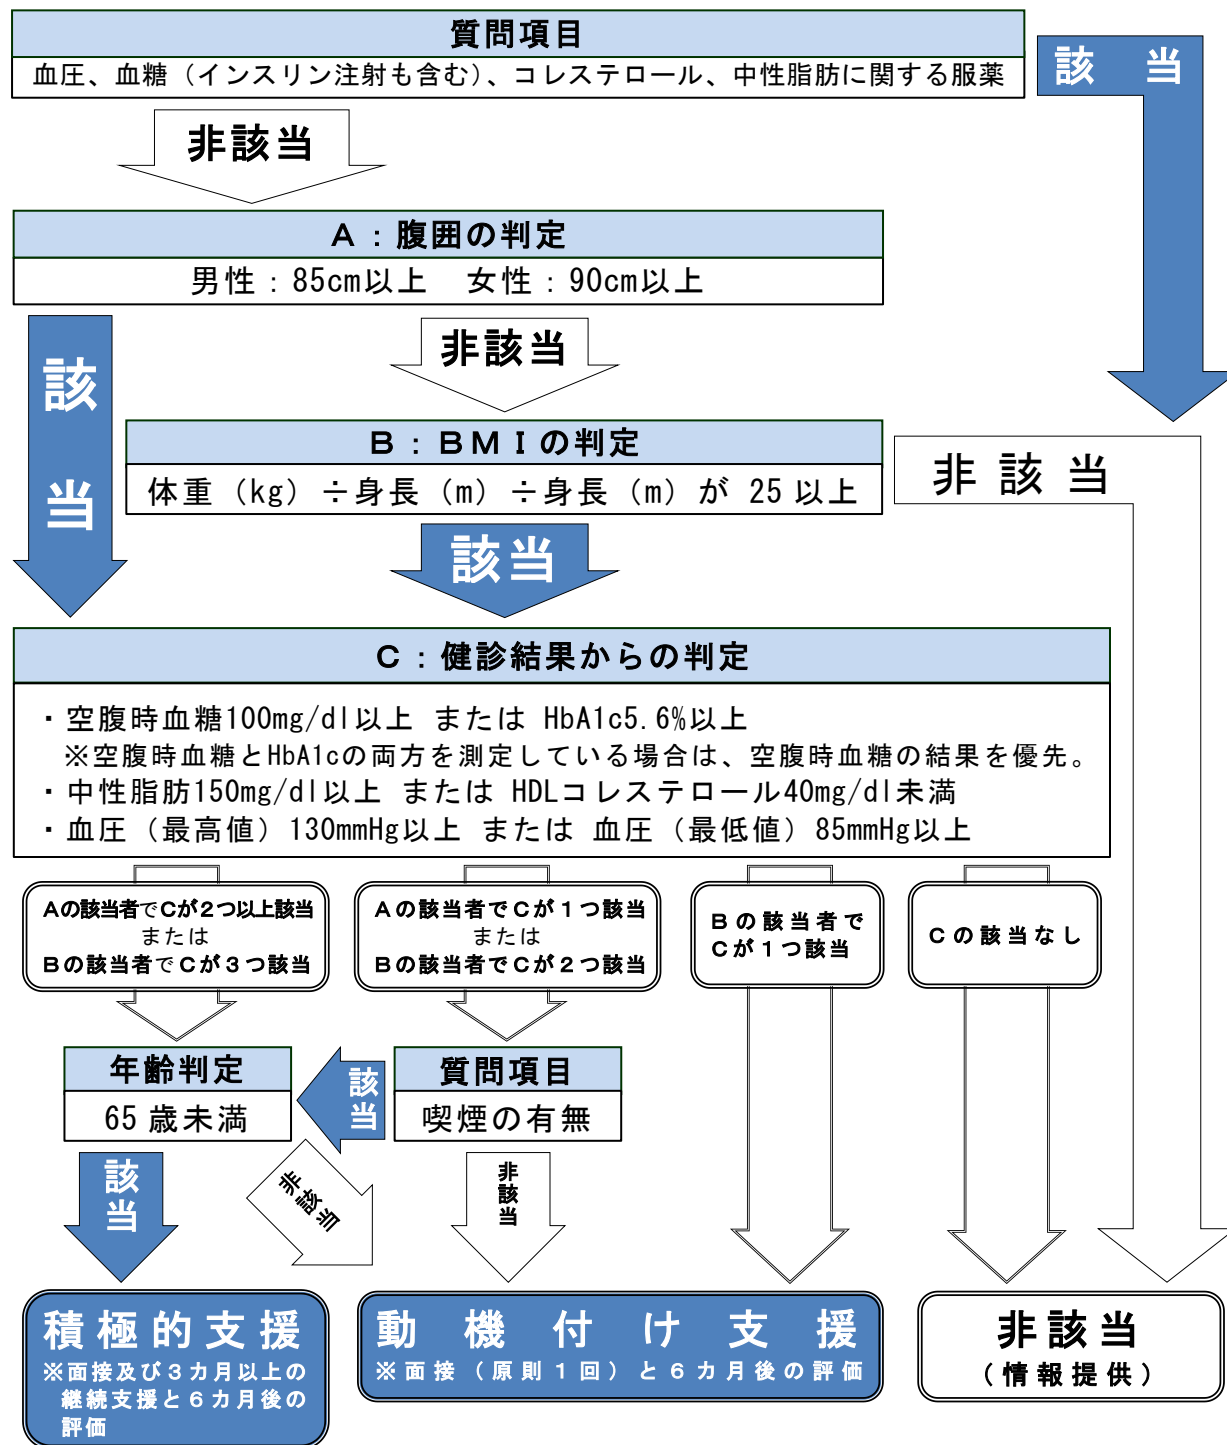 質問項目
血圧、血糖（インスリン注射も含む）、コレステロール、中性脂肪に関する服薬
該当
非該当
A：腹囲の判定
男性：85cm以上　女性：90cm以上
該当
非該当
B：BMIの判定
体重（kg）÷身長（m）÷身長（m）が 25 以上
非該当
該当
C：健診結果からの判定
・空腹時血糖100mg/dl以上 または HbA1c5.6%以上
※空腹時血糖とHbA1cの両方を測定している場合は、空腹時血糖の結果を優先。
・中性脂肪150mg/dl以上 または HDLコレステロール40mg/dl未満
・血圧（最高値）130mmHg以上 または 血圧（最低値）85mmHg以上
Aの該当者でCが2つ以上該当
または
Bの該当者でCが3つ該当
Aの該当者でCが1つ該当
または
Bの該当者でCが2つ該当
Bの該当者で
Cが1つ該当
Cの該当なし
年齢判定
65 歳未満
該当
質問項目
喫煙の有無
該当
非該当
非該当
積極的支援
※面接及び3カ月以上の
継続支援と6カ月後の
評価
動機付け支援
※面接（原則1回）と6カ月後の評価
非該当
（情報提供）